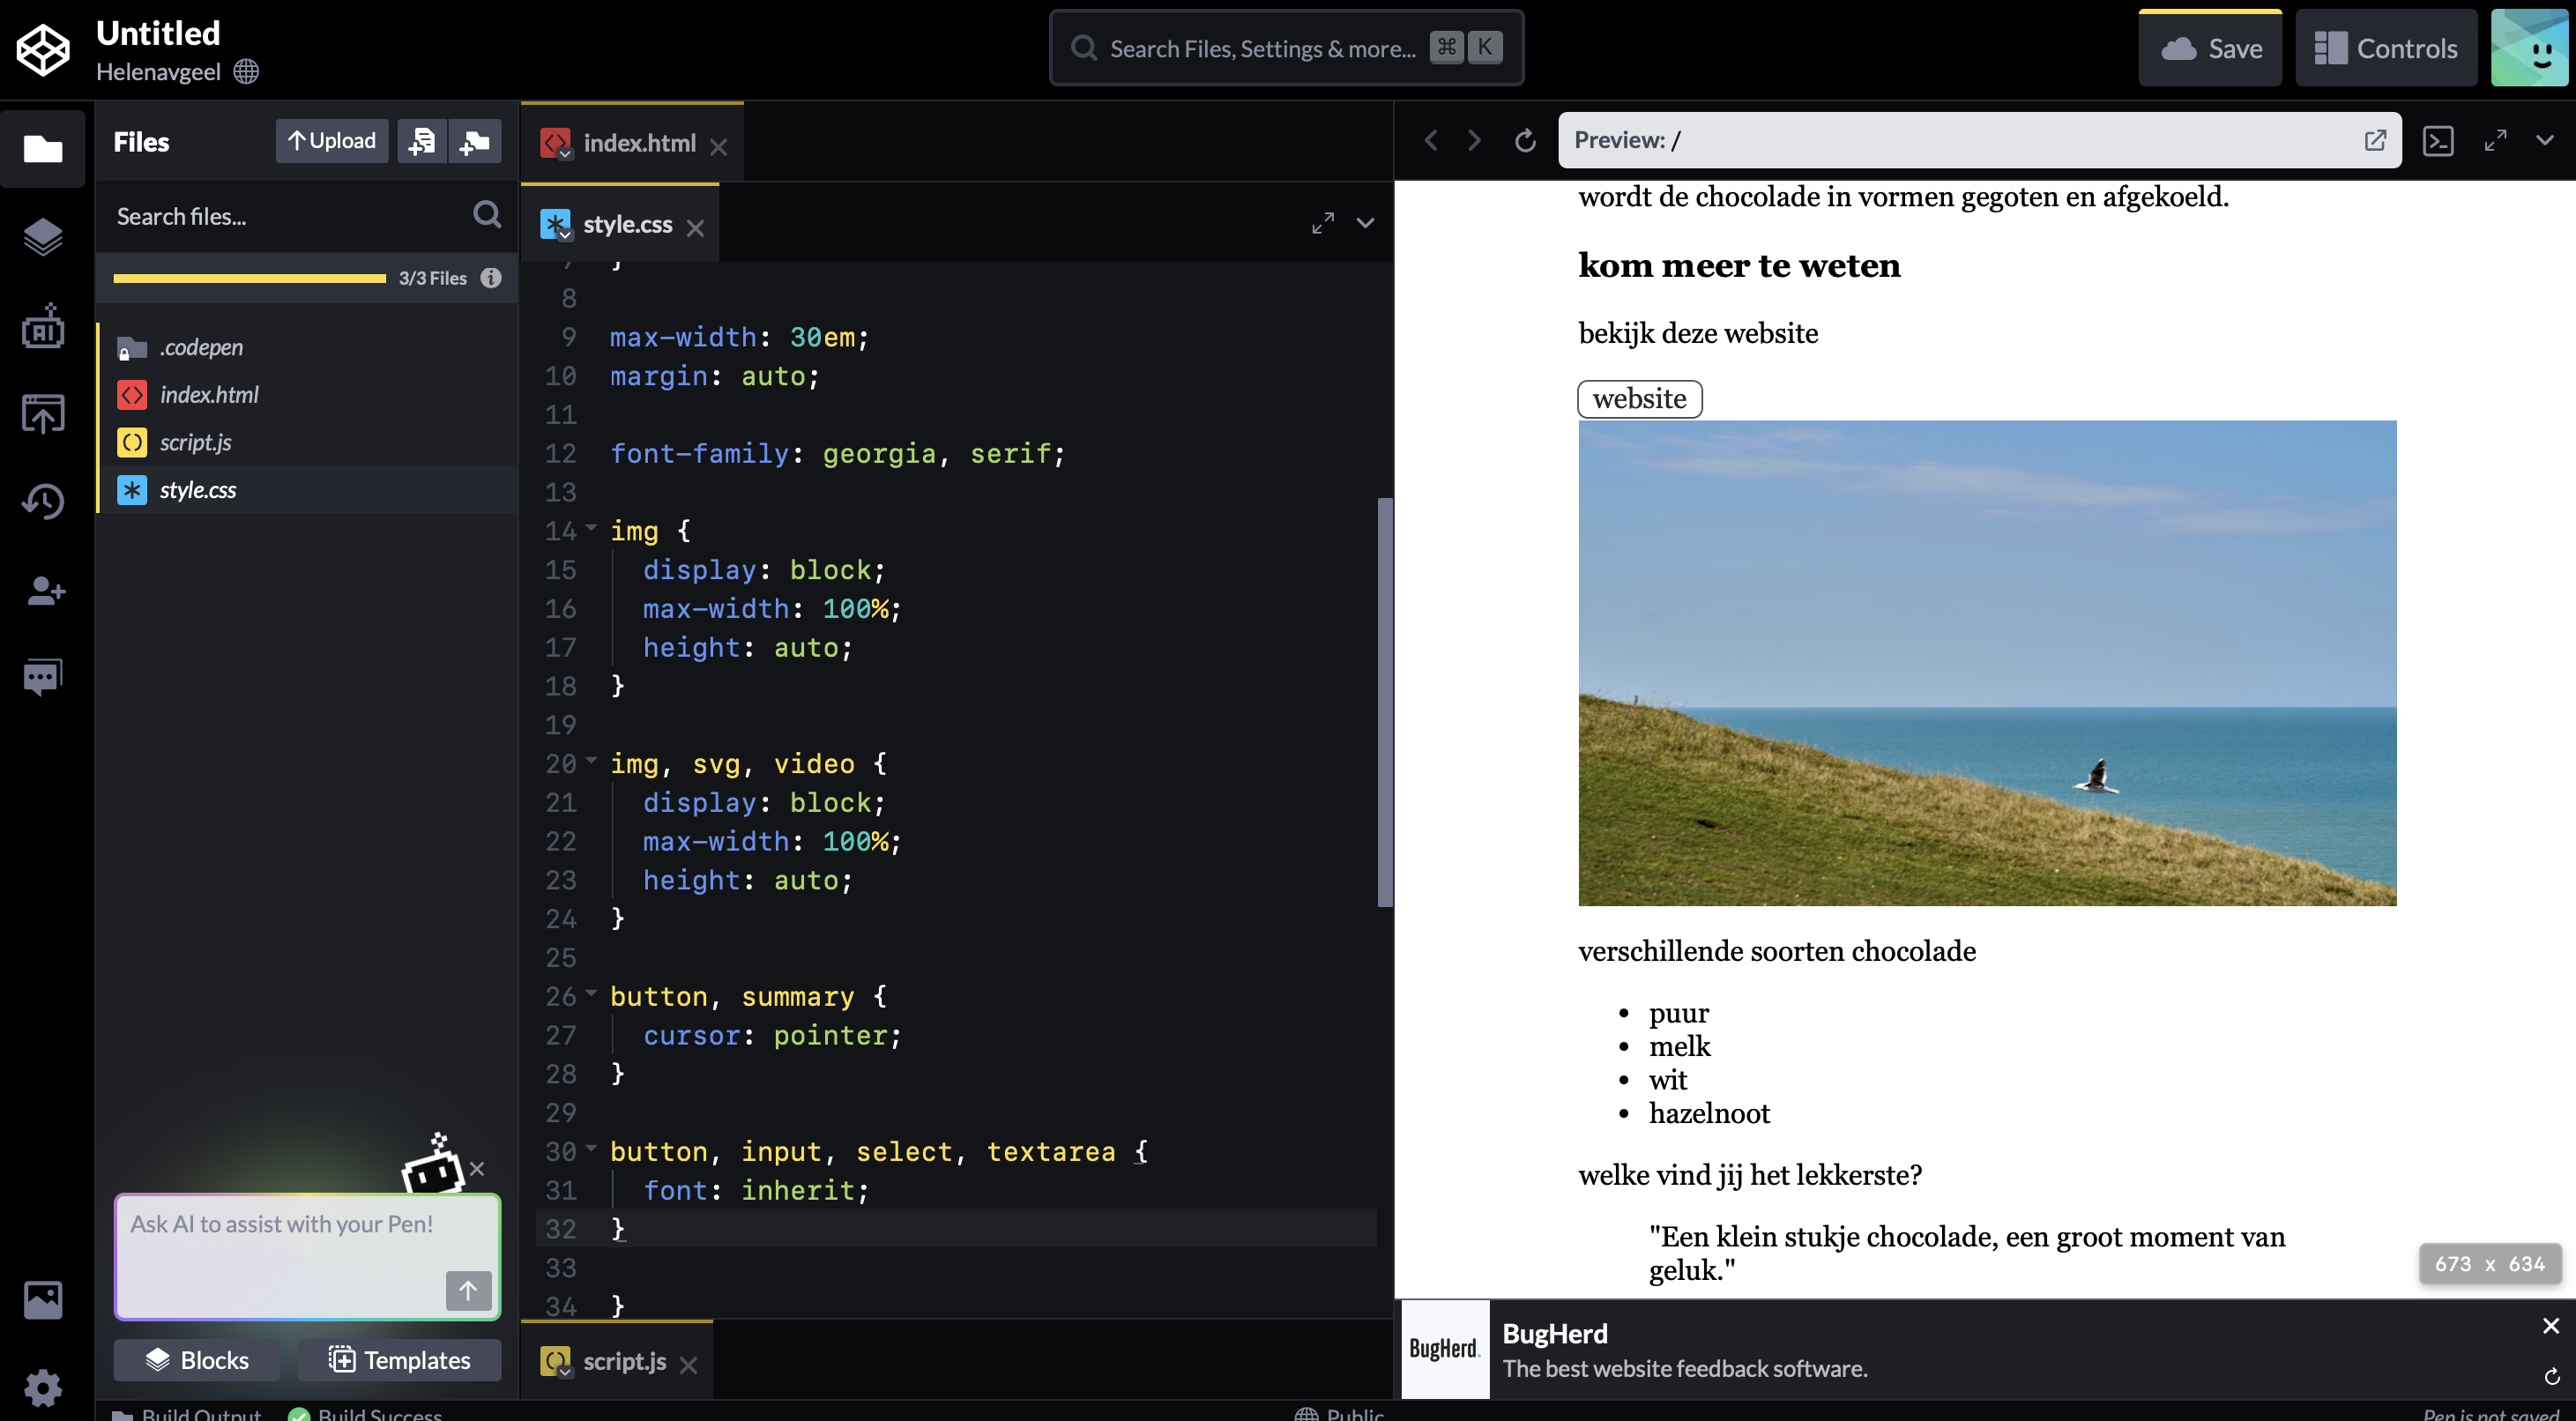 Untitled
Helenavgeel
Search Files, Settings & more... ⌘ K
Save
Controls
Files
Upload
Search files...
3/3 Files
.codepen
index.html
script.js
style.css
Ask AI to assist with your Pen!
Blocks
Templates
index.html
style.css
7 }
8
9 max-width: 30em;
10 margin: auto;
11
12 font-family: georgia, serif;
13
14 img {
15 display: block;
16 max-width: 100%;
17 height: auto;
18 }
19
20 img, svg, video {
21 display: block;
22 max-width: 100%;
23 height: auto;
24 }
25
26 button, summary {
27 cursor: pointer;
28 }
29
30 button, input, select, textarea {
31 font: inherit;
32 }
33
34 }
script.js
Preview: /
wordt de chocolade in vormen gegoten en afgekoeld.
kom meer te weten
bekijk deze website
website
verschillende soorten chocolade
• puur
• melk
• wit
• hazelnoot
welke vind jij het lekkerste?
"Een klein stukje chocolade, een groot moment van
geluk."
673 x 634
BugHerd.
BugHerd
The best website feedback software.
Build Output
Build Success
Public
Pen is not saved